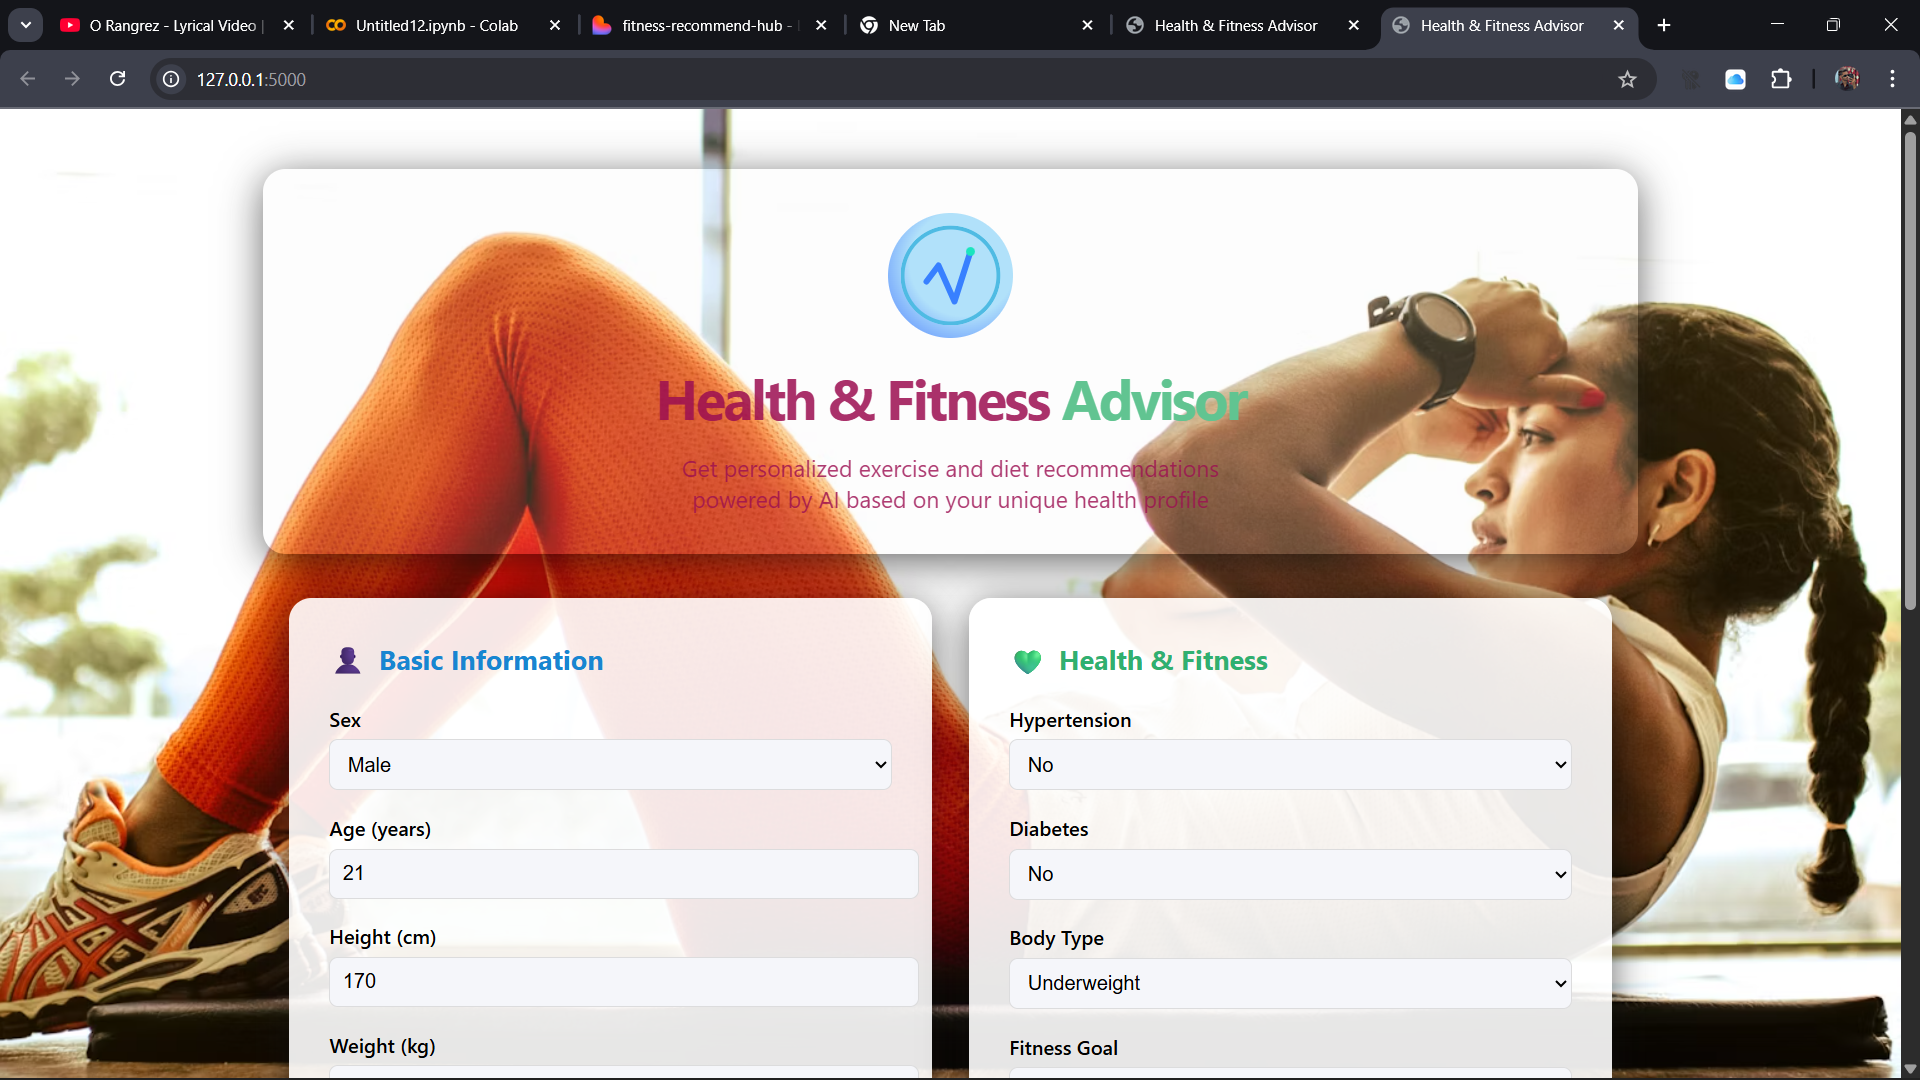 O Rangrez - Lyrical Video |
Untitled12.ipynb - Colab
fitness-recommend-hub -
New Tab
Health & Fitness Advisor
Health & Fitness Advisor
127.0.0.1:5000
Health & Fitness Advisor
Get personalized exercise and diet recommendations
powered by AI based on your unique health profile
Basic Information
Sex
Male
Age (years)
21
Height (cm)
170
Weight (kg)
Health & Fitness
Hypertension
No
Diabetes
No
Body Type
Underweight
Fitness Goal